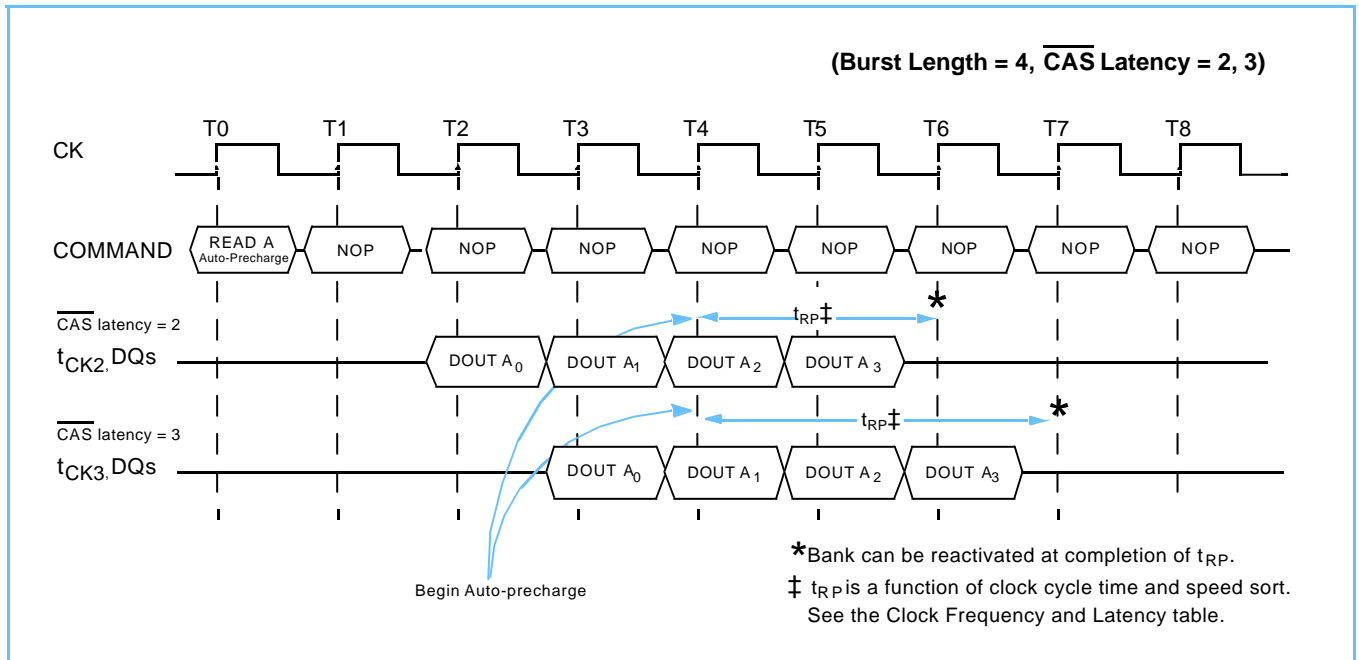 (Burst Length = 4, CAS Latency = 2, 3)
T0 T1 T2 T3 T4 T5 T6 T7 T8
CK
COMMAND
READ A NOP NOP NOP NOP NOP NOP NOP NOP
Auto-Precharge
*
tRP‡
CAS latency = 2
tCK2, DQs
DOUT A0 DOUT A1 DOUT A2 DOUT A3
*
tRP‡
CAS latency = 3
tCK3, DQs
DOUT A0 DOUT A1 DOUT A2 DOUT A3
Begin Auto-precharge
*Bank can be reactivated at completion of tRP.
‡ tRP is a function of clock cycle time and speed sort.
See the Clock Frequency and Latency table.